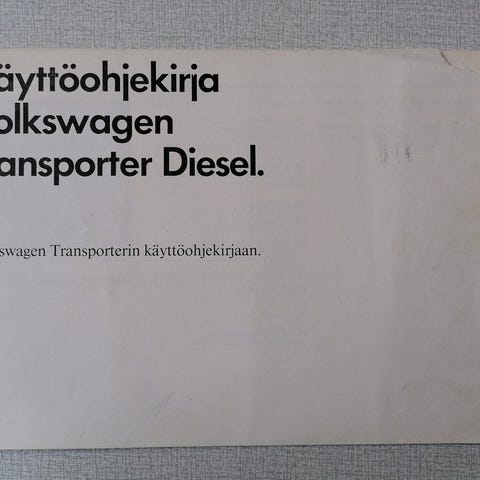 äyttöohjekirja
olkswagen
ansporter Diesel.
swagen Transporterin käyttöohjekirjaan.